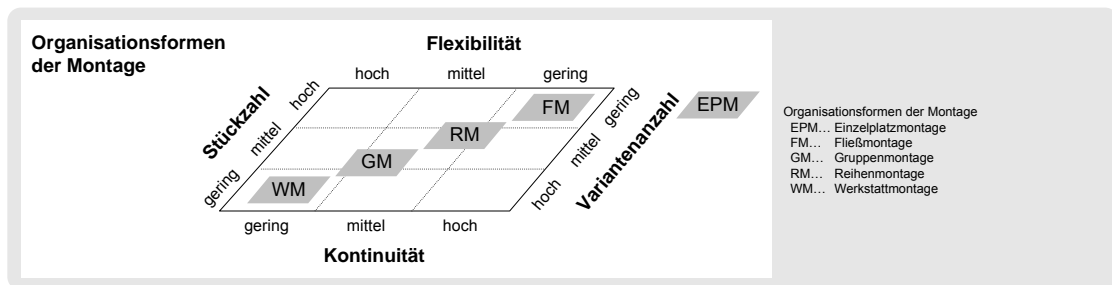 Organisationsformen
der Montage
Flexibilität
hoch mittel gering
Stückzahl
hoch
mittel
gering
FM
RM
GM
WM
gering
mittel
hoch
Variantenanzahl
EPM
gering mittel hoch
Kontinuität
Organisationsformen der Montage
EPM… Einzelplatzmontage
FM… Fließmontage
GM… Gruppenmontage
RM… Reihenmontage
WM… Werkstattmontage